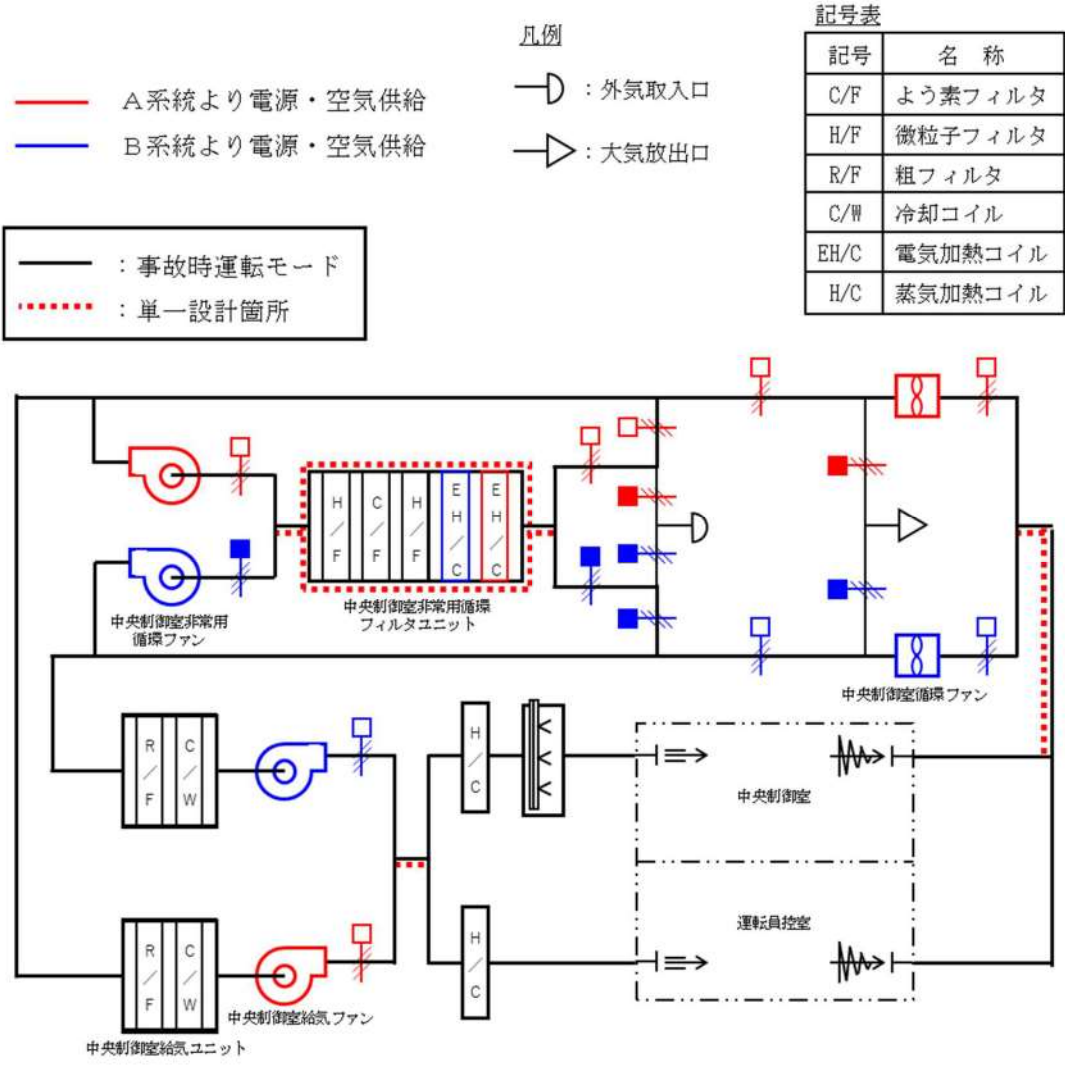 A系統より電源・空気供給
B系統より電源・空気供給
凡例
：外気取入口
：大気放出口
記号表
記号 名 称
C/F よう素フィルタ
H/F 微粒子フィルタ
R/F 粗フィルタ
C/W 冷却コイル
EH/C 電気加熱コイル
H/C 蒸気加熱コイル
：事故時運転モード
：単一設計箇所
H/F
C/F
H/F
EH/C
EH/C
中央制御室非常用
循環ファン
中央制御室非常用循環
フィルタユニット
中央制御室循環ファン
R/F
C/W
H/C
中央制御室
運転員控室
R/F
C/W
H/C
中央制御室給気ファン
中央制御室給気ユニット